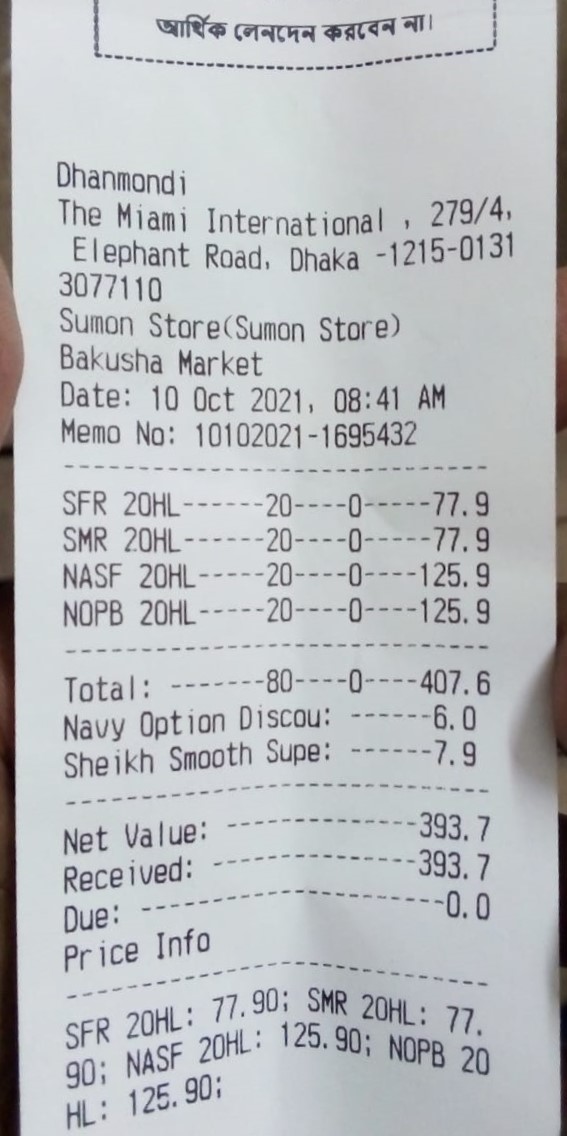 আর্থিক লেনদেন করবেন না।
Dhanmondi
The Miami International , 279/4,
Elephant Road, Dhaka -1215-0131
3077110
Sumon Store(Sumon Store)
Bakusha Market
Date: 10 Oct 2021, 08:41 AM
Memo No: 10102021-1695432
--------------------------------
SFR 20HL------20----0-----77.9
SMR 20HL------20----0-----77.9
NASF 20HL-----20----0----125.9
NOPB 20HL-----20----0----125.9
--------------------------------
Total: -------80----0----407.6
Navy Option Discou: ------6.0
Sheikh Smooth Supe: ------7.9
--------------------------------
Net Value: --------------393.7
Received: ---------------393.7
Due: ----------------------0.0
Price Info
--------------------------------
SFR 20HL: 77.90; SMR 20HL: 77.
90; NASF 20HL: 125.90; NOPB 20
HL: 125.90;